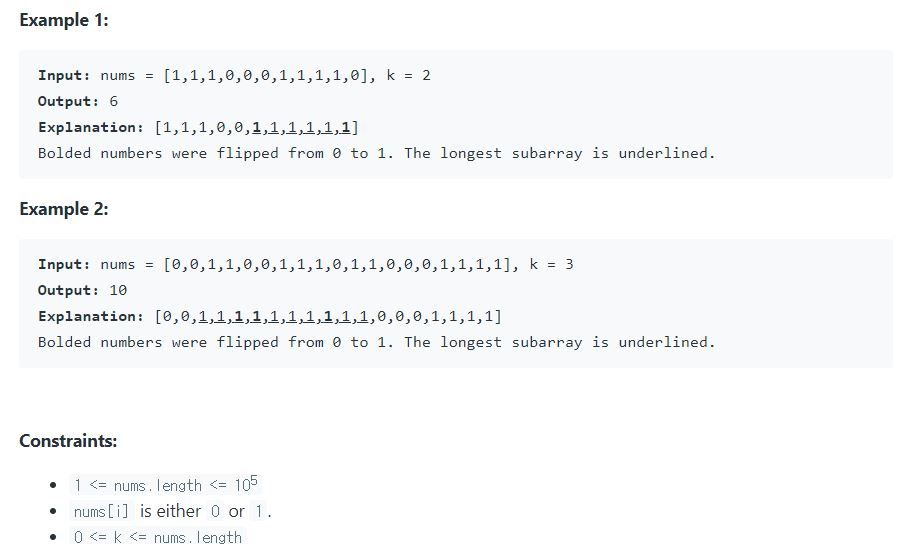 Example 1:
Input: nums = [1,1,1,0,0,0,1,1,1,1,0], k = 2
Output: 6
Explanation: [1,1,1,0,0,1,1,1,1,1,1]
Bolded numbers were flipped from 0 to 1. The longest subarray is underlined.
Example 2:
Input: nums = [0,0,1,1,0,0,1,1,1,0,1,1,0,0,0,1,1,1,1], k = 3
Output: 10
Explanation: [0,0,1,1,1,1,1,1,1,1,1,1,0,0,0,1,1,1,1]
Bolded numbers were flipped from 0 to 1. The longest subarray is underlined.
Constraints:
• 1 <= nums.length <= 10⁵
• nums[i] is either 0 or 1.
• 0 <= k <= nums.length